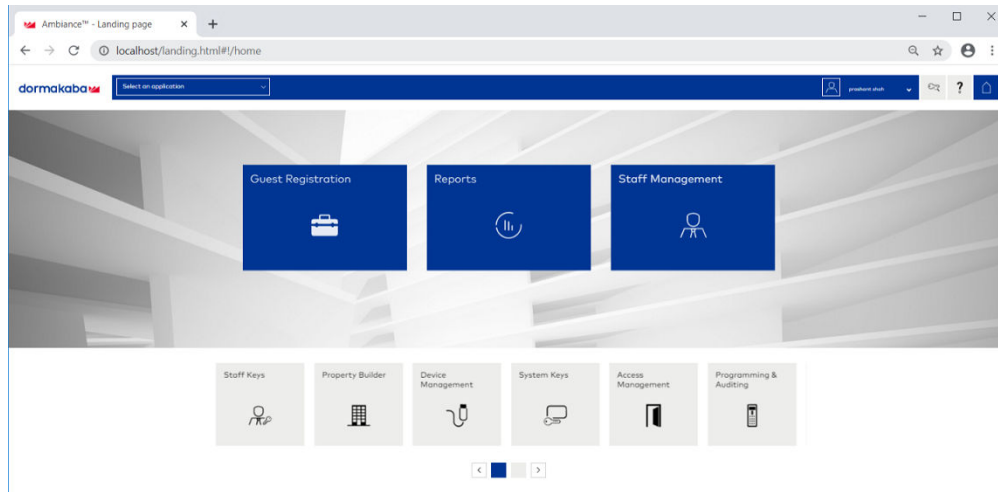 Ambiance™ - Landing page
localhost/landing.html#!/home
dormakaba
Select an application
prashant shah
?
Guest Registration
Reports
Staff Management
Staff Keys
Property Builder
Device
Management
System Keys
Access
Management
Programming &
Auditing